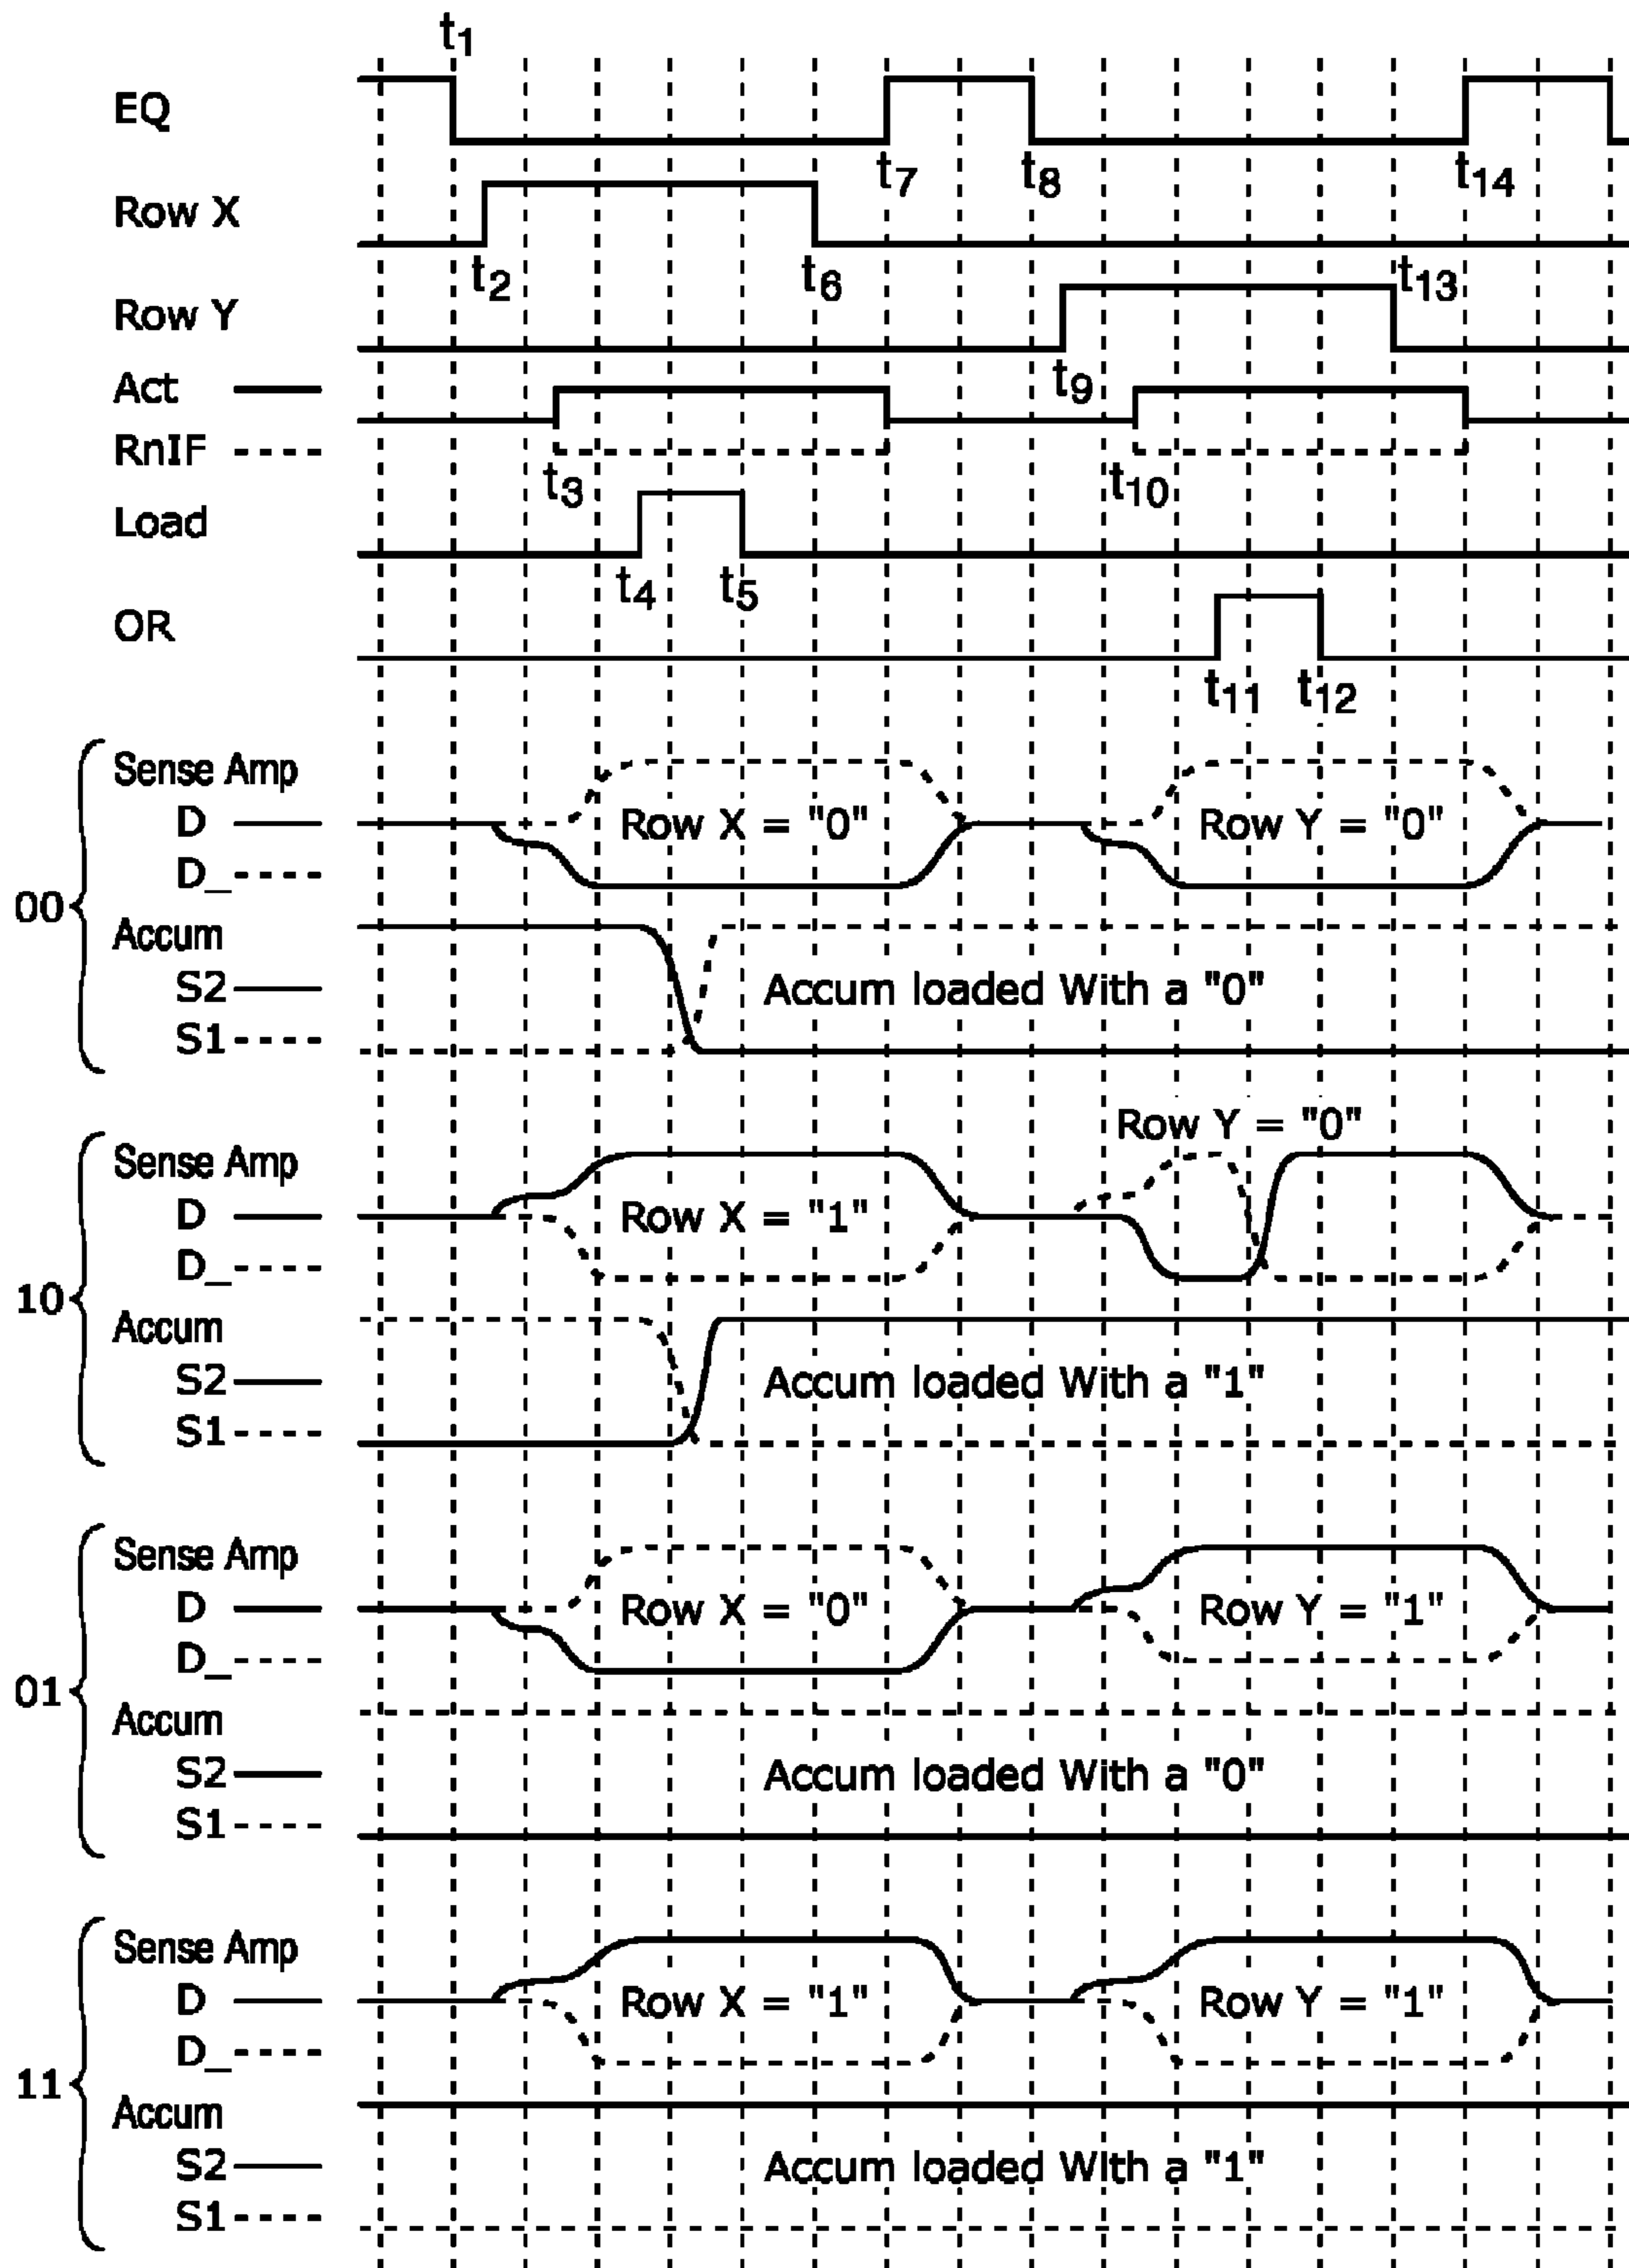 t1
EQ
t7 t8 t14
Row X
t2 t6 t13
Row Y
t9
Act
RnIF
t3 t10
Load
t4 t5
OR
t11 t12
Sense Amp
D Row X = "0" Row Y = "0"
D_
00
Accum
S2 Accum loaded With a "0"
S1
Row Y = "0"
Sense Amp
D Row X = "1"
D_
10
Accum
S2 Accum loaded With a "1"
S1
Sense Amp
D Row X = "0" Row Y = "1"
D_
01
Accum
S2 Accum loaded With a "0"
S1
Sense Amp
D Row X = "1" Row Y = "1"
D_
11
Accum
S2 Accum loaded With a "1"
S1